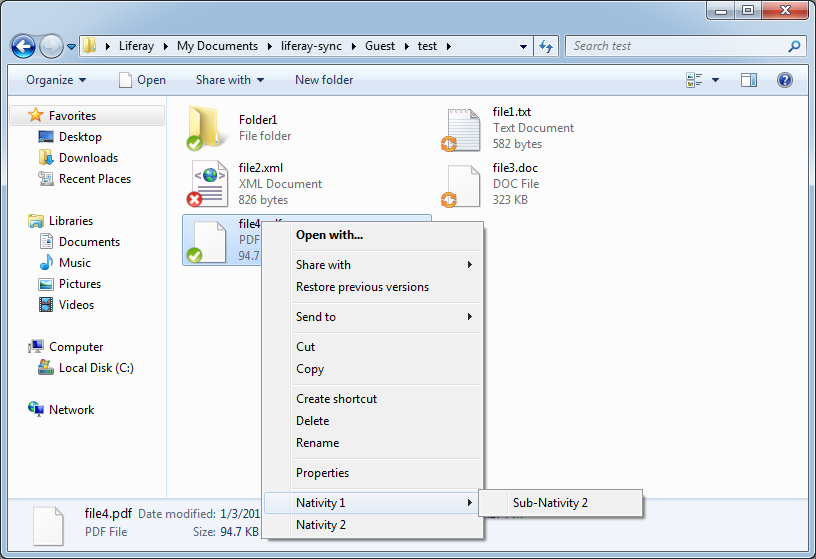 Liferay ▸ My Documents ▸ liferay-sync ▸ Guest ▸ test ▸
Search test
Organize
Open
Share with
New folder
Favorites
Desktop
Downloads
Recent Places
Libraries
Documents
Music
Pictures
Videos
Computer
Local Disk (C:)
Network
Folder1
File folder
file1.txt
Text Document
582 bytes
file2.xml
XML Document
826 bytes
file3.doc
DOC File
323 KB
PDF
94.7
Open with...
Share with
Restore previous versions
Send to
Cut
Copy
Create shortcut
Delete
Rename
Properties
Nativity 1
Nativity 2
Sub-Nativity 2
file4.pdf Date modified: 1/3/201
PDF File Size: 94.7 KB